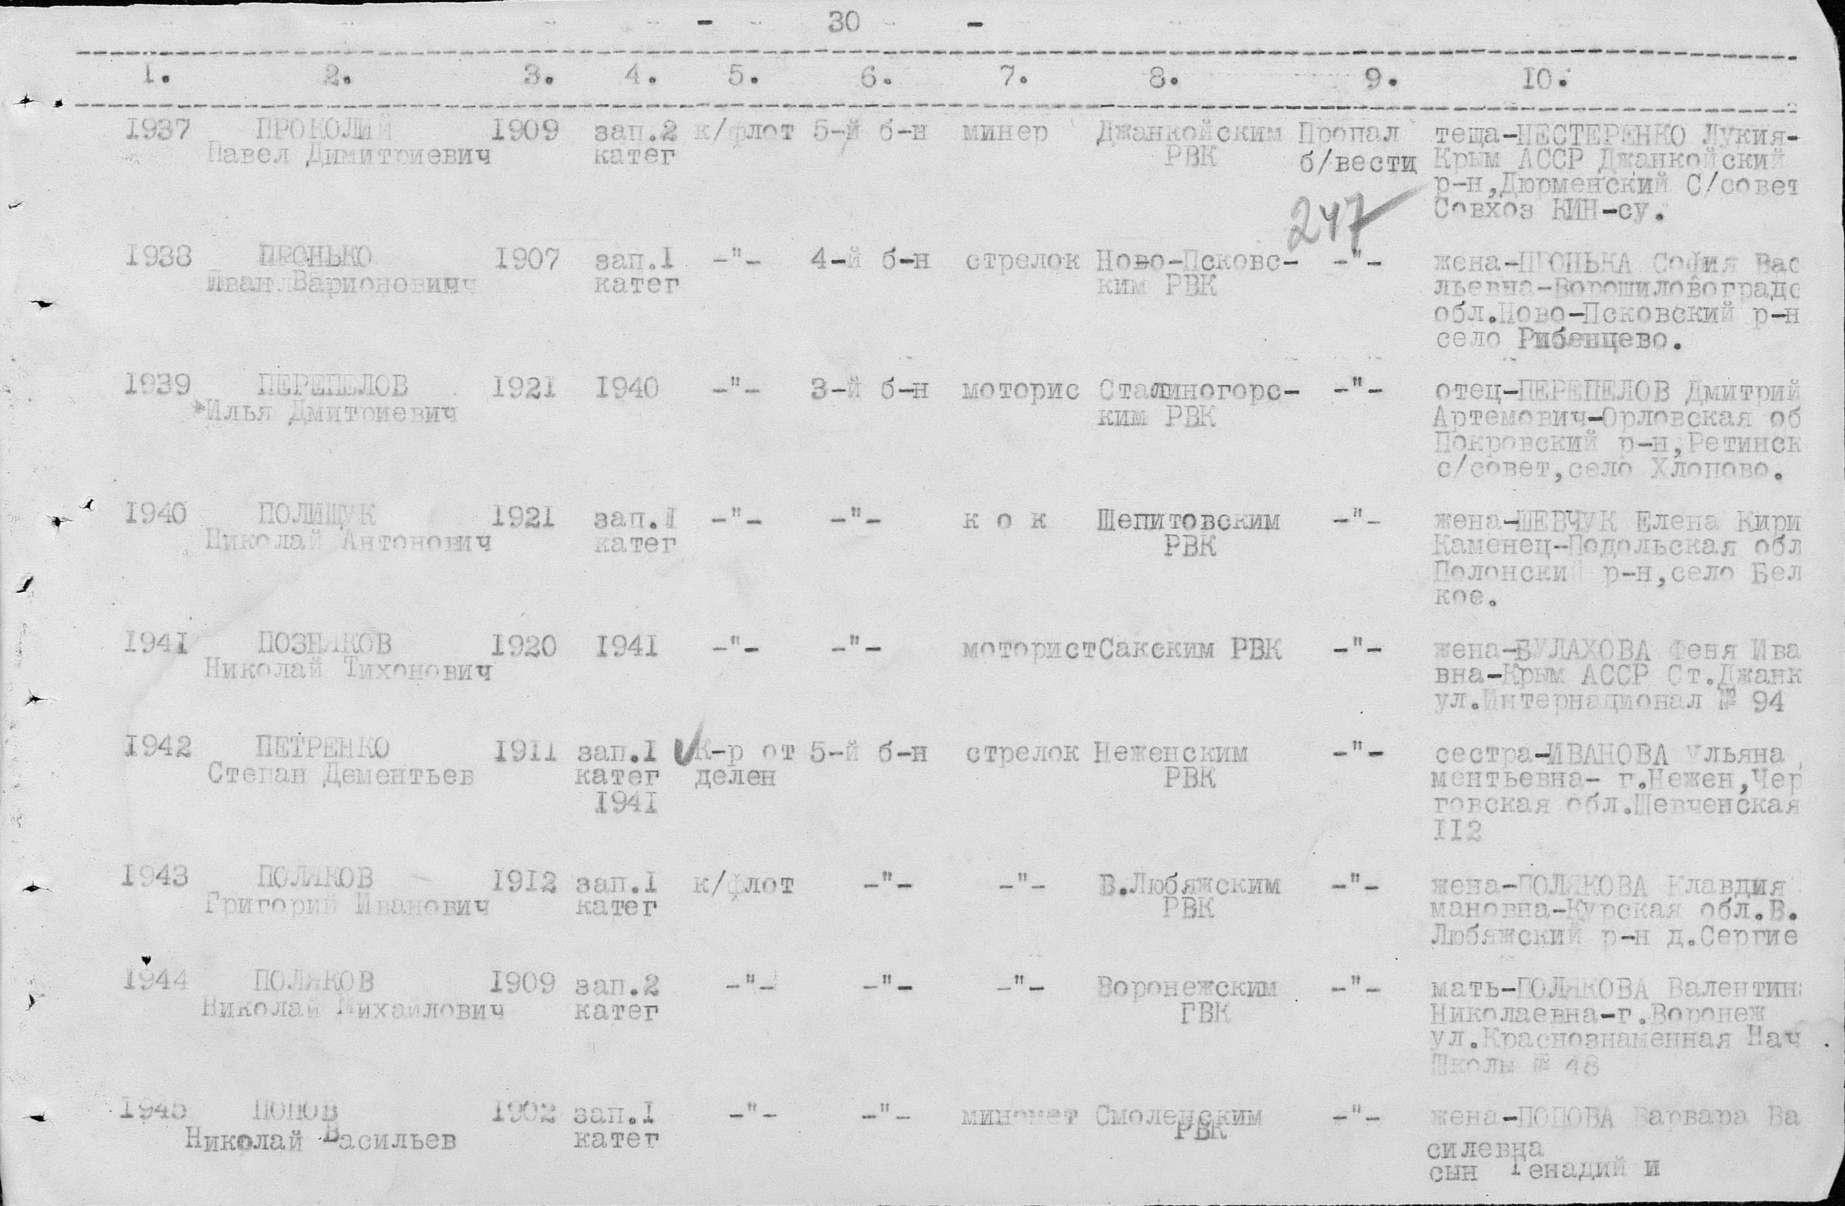 - 30 -
1. 2. 3. 4. 5. 6. 7. 8. 9. 10.
1937 ПРОКОЛИЙ 1909 зап.2 к/флот 5-й б-н минер Джанкойским Пропал теща-НЕСТЕРЕНКО Лукия-
Павел Димитриевич катег РВК б/вести Крым АССР Джанкойский
р-н,Дюрменский С/совет
247 Совхоз КИН-су.
1938 ПРОНЬКО 1907 зап.1 -"- 4-й б-н стрелок Ново-Псковс- -"- жена-ПРОНЬКА София Вас
Иван Варионович катег ким РВК льевна-Ворошиловоградс
обл.Ново-Псковский р-н
село Рибенцево.
1939 ПЕРЕПЕЛОВ 1921 1940 -"- 3-й б-н моторис Сталиногорс- -"- отец-ПЕРЕПЕЛОВ Дмитрий
Илья Дмитриевич ким РВК Артемович-Орловская об
Покровский р-н,Ретинск
с/совет,село Хлопово.
1940 ПОЛИЩУК 1921 зап.1 -"- -"- к о к Шепитовским -"- жена-ШЕВЧУК Елена Кири
Николай Антонович катег РВК Каменец-Подольская обл
Полонский р-н,село Бел
кое.
1941 ПОЗНЯКОВ 1920 1941 -"- -"- моторист Сакским РВК -"- жена-БУЛАХОВА Феня Ива
Николай Тихонович вна-Крым АССР Ст.Джанк
ул.Интернационал № 94
1942 ПЕТРЕНКО 1911 зап.1 К-р от 5-й б-н стрелок Неженским -"- сестра-ИВАНОВА Ульяна
Степан Дементьев катег делен РВК ментьевна- г.Нежен,Чер
1941 говская обл.Шевченская
112
1943 ПОЛЯКОВ 1912 зап.1 к/флот -"- -"- В.Любяжским -"- жена-ПОЛЯКОВА Клавдия
Григорий Иванович катег РВК мановна-Курская обл.В.
Любяжский р-н д.Сергие
1944 ПОЛЯКОВ 1909 зап.2 -"- -"- -"- Воронежским -"- мать-ПОЛЯКОВА Валентин
Николай Михайлович катег ГВК Николаевна-г.Воронеж
ул.Краснознаменная Нач
Школы № 48
1945 ПОПОВ 1902 зап.1 -"- -"- миномет Смоленским -"- жена-ПОПОВА Варвара Ва
Николай Васильев катег РВК силевна
сын Генадий и